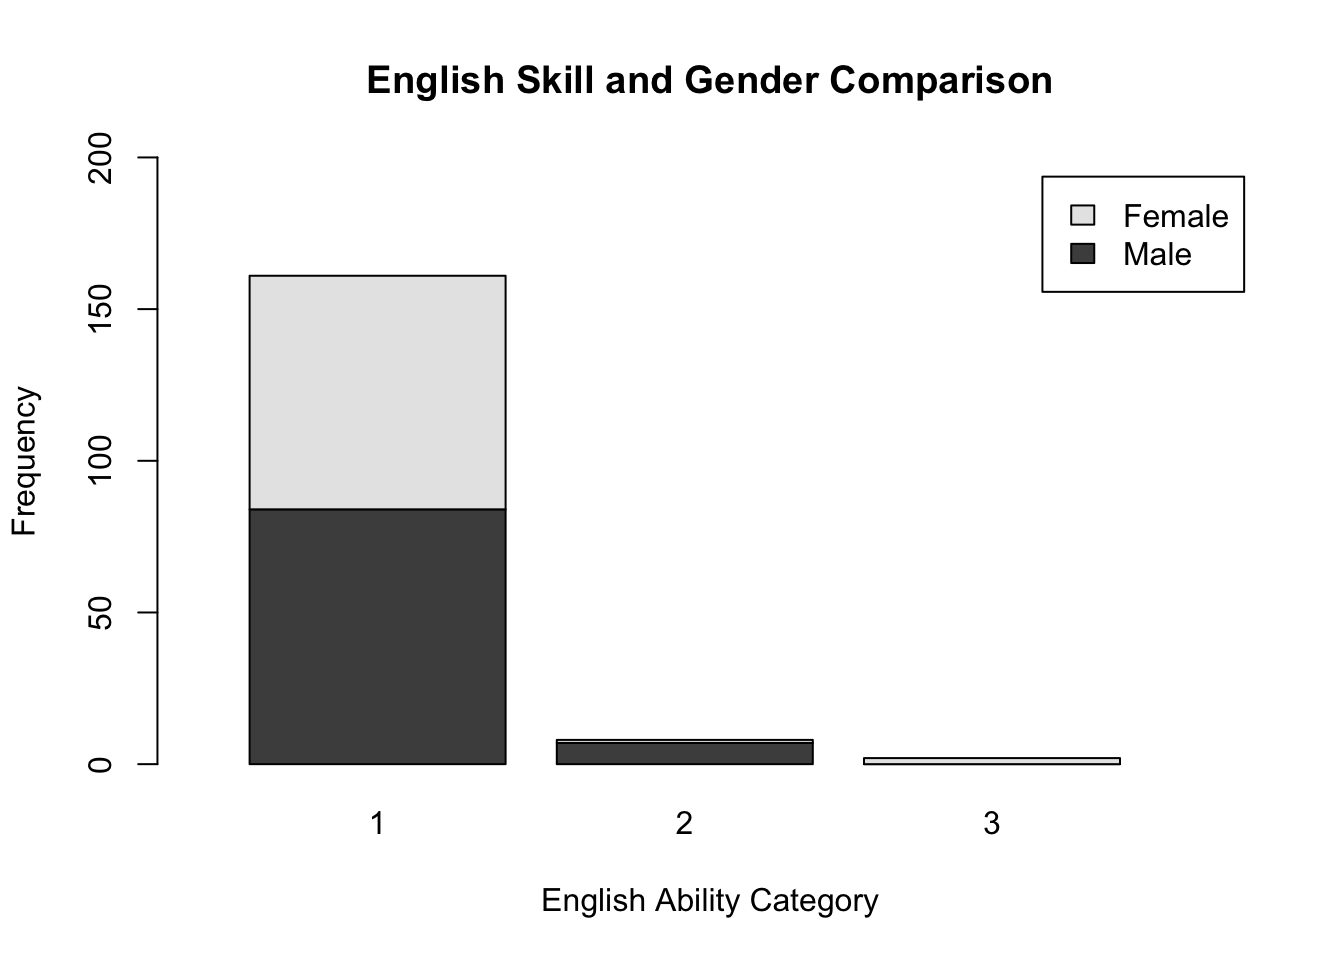 English Skill and Gender Comparison
200
150
100
50
0
Frequency
Female
Male
1 2 3
English Ability Category